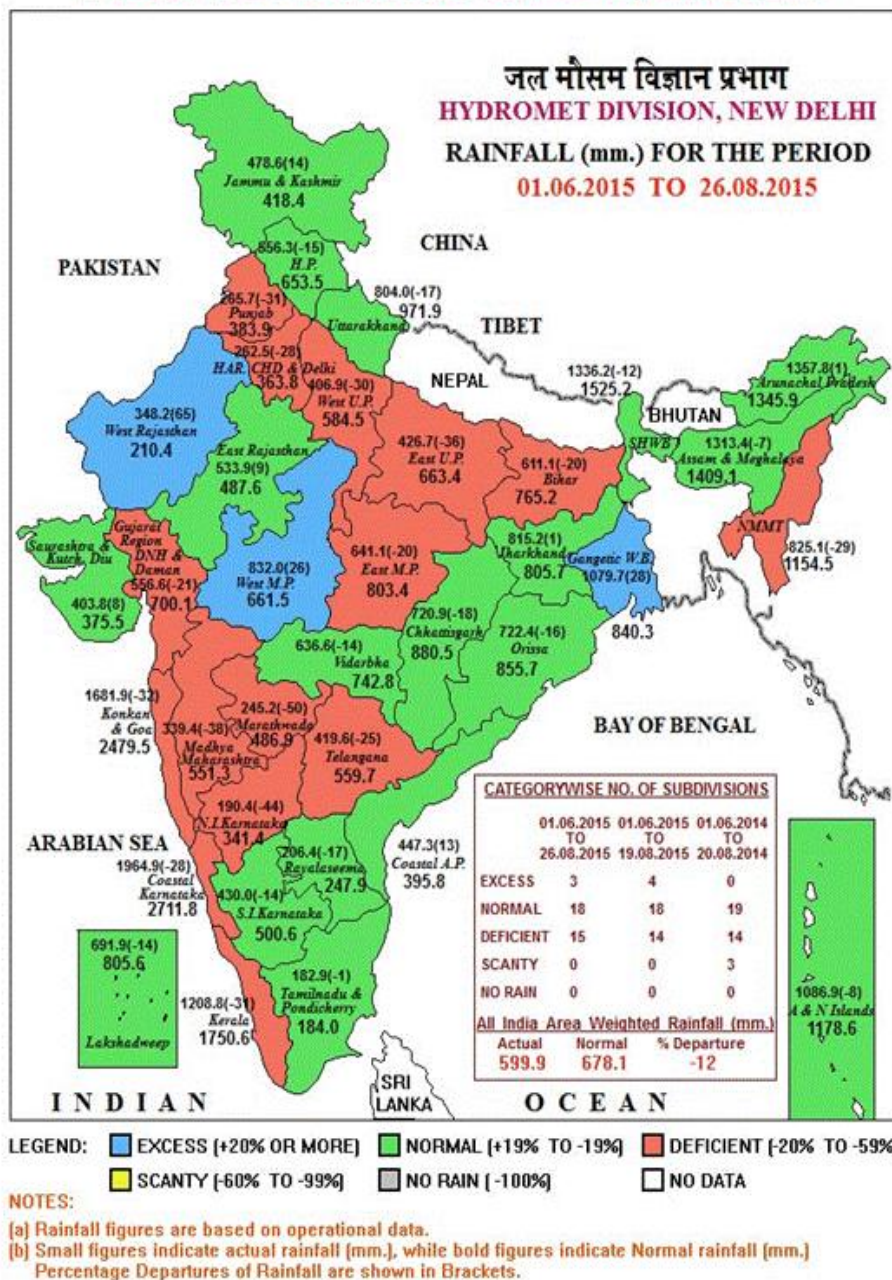 जल मौसम विज्ञान प्रभाग
HYDROMET DIVISION, NEW DELHI
RAINFALL (mm.) FOR THE PERIOD
01.06.2015 TO 26.08.2015
478.6(14)
Jammu & Kashmir
418.4
CHINA
PAKISTAN
556.3(-15)
H.P.
653.5
804.0(-17)
971.9
Uttarakhand
TIBET
265.7(-31)
Punjab
383.9
262.5(-28)
HAR. CHD & Delhi
363.8
406.9(-30)
West U.P.
584.5
NEPAL
1336.2(-12)
1525.2
BHUTAN
1357.8(1)
Arunachal Pradesh
1345.9
348.2(65)
West Rajasthan
210.4
East Rajasthan
533.9(9)
487.6
426.7(-36)
East U.P.
663.4
611.1(-20)
Bihar
765.2
SHWB
1313.4(-7)
Assam & Meghalaya
1409.1
NMMT
825.1(-29)
1154.5
Saurashtra &
Kutch, Diu
403.8(8)
375.5
Gujarat
Region
DNH &
Daman
556.6(-21)
700.1
832.0(26)
West M.P.
661.5
641.1(-20)
East M.P.
803.4
815.2(1)
Jharkhand
805.7
Gangetic W.B.
1079.7(28)
840.3
636.6(-14)
Vidarbha
742.8
720.9(-18)
Chhattisgarh
880.5
722.4(-16)
Orissa
855.7
1681.9(-32)
Konkan
& Goa
2479.5
339.4(-38)
Madhya
Maharashtra
551.3
245.2(-50)
Marathwada
486.9
419.6(-25)
Telangana
559.7
BAY OF BENGAL
190.4(-44)
N.I.Karnataka
341.4
ARABIAN SEA
1964.9(-28)
Coastal
Karnataka
2711.8
206.4(-17)
Rayalaseema
247.9
447.3(13)
Coastal A.P.
395.8
430.0(-14)
S.I.Karnataka
500.6
691.9(-14)
805.6
Lakshadweep
1208.8(-31)
Kerala
1750.6
182.9(-1)
Tamilnadu &
Pondicherry
184.0
1086.9(-8)
A & N Islands
1178.6
CATEGORYWISE NO. OF SUBDIVISIONS
01.06.2015 01.06.2015 01.06.2014
TO TO TO
26.08.2015 19.08.2015 20.08.2014
EXCESS 3 4 0
NORMAL 18 18 19
DEFICIENT 15 14 14
SCANTY 0 0 3
NO RAIN 0 0 0
All India Area Weighted Rainfall (mm.)
Actual Normal % Departure
599.9 678.1 -12
SRI
LANKA
INDIAN OCEAN
LEGEND: EXCESS (+20% OR MORE) NORMAL (+19% TO -19%) DEFICIENT (-20% TO -59%
SCANTY (-60% TO -99%) NO RAIN (-100%) NO DATA
NOTES:
(a) Rainfall figures are based on operational data.
(b) Small figures indicate actual rainfall (mm.), while bold figures indicate Normal rainfall (mm.)
Percentage Departures of Rainfall are shown in Brackets.